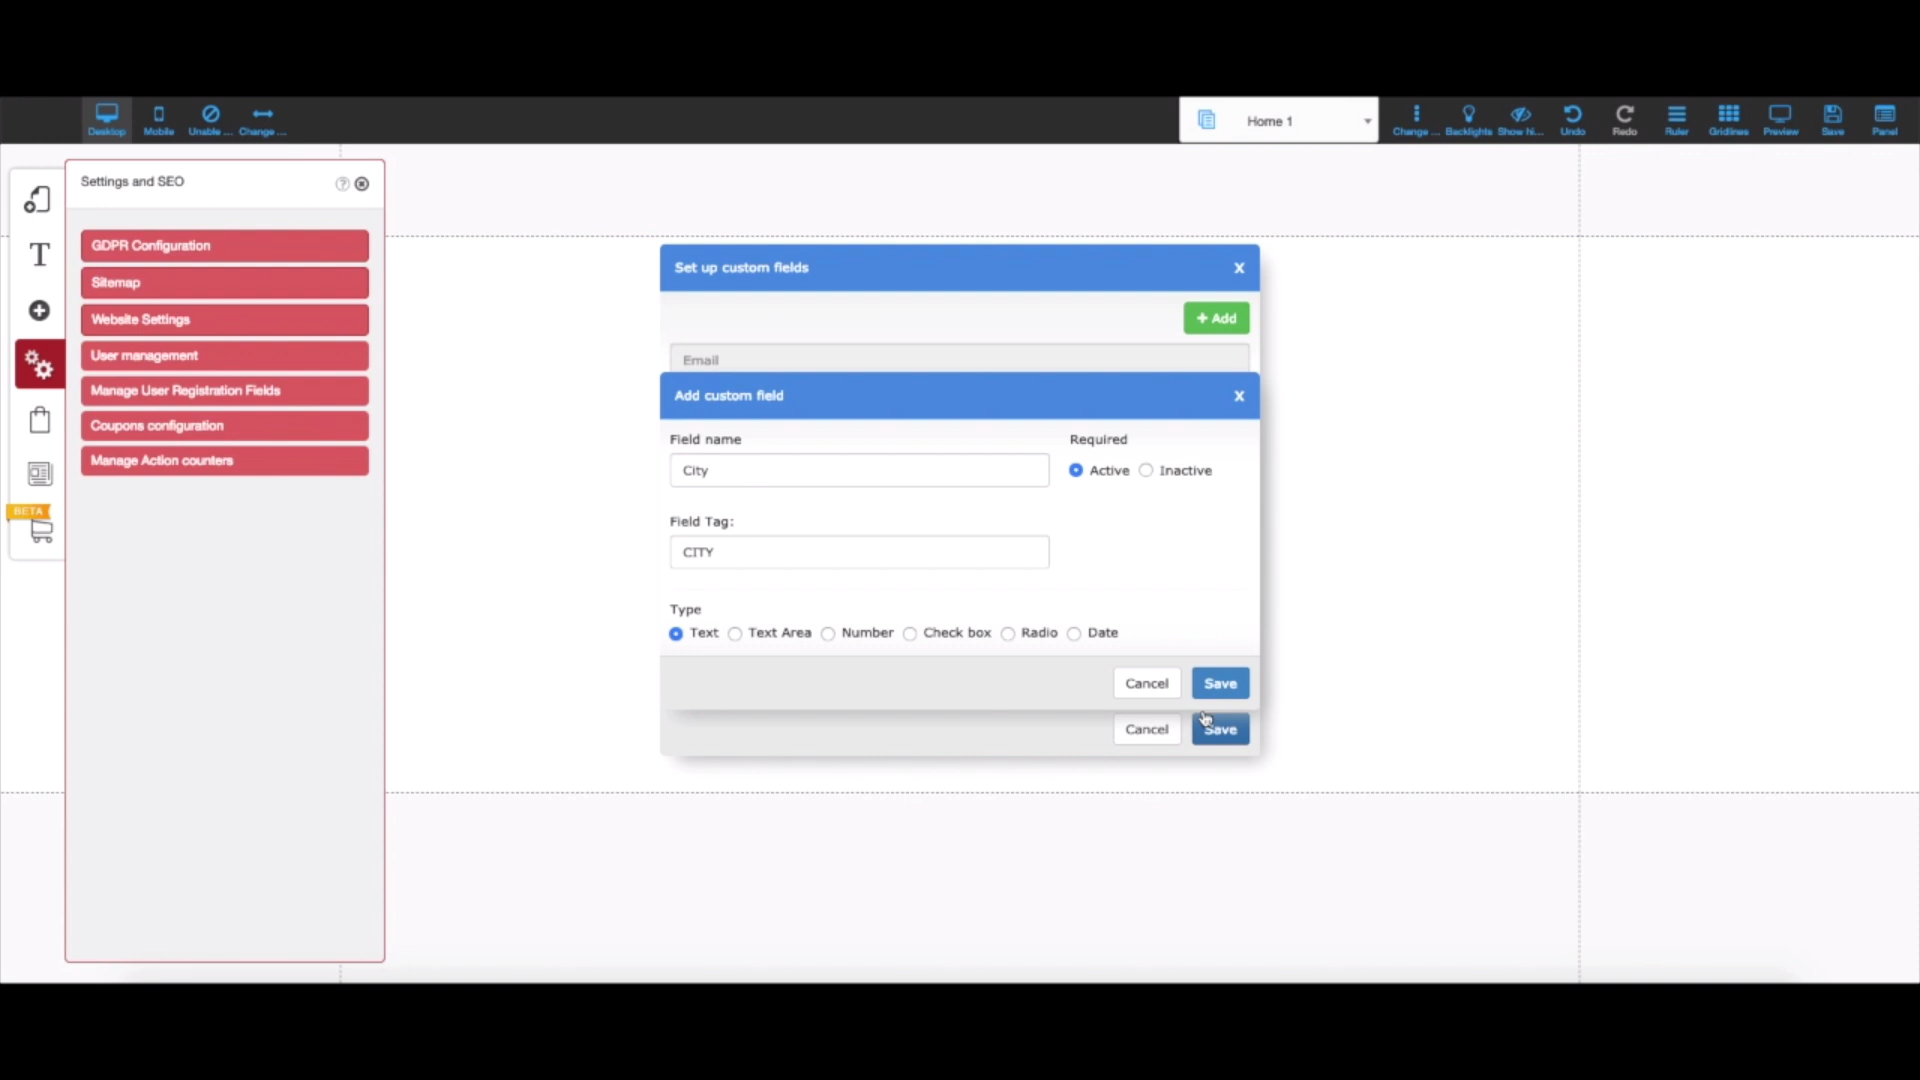 Desktop
Mobile
Unable ...
Change ...
Home 1
Change ...
Backlights
Show hi...
Undo
Redo
Ruler
Gridlines
Preview
Save
Panel
Settings and SEO
?
GDPR Configuration
Sitemap
Website Settings
User management
Manage User Registration Fields
Coupons configuration
Manage Action counters
T
BETA
Set up custom fields
X
+ Add
Email
Add custom field
X
Field name
Required
City
Active Inactive
Field Tag:
CITY
Type
Text Text Area Number Check box Radio Date
Cancel Save
Cancel Save